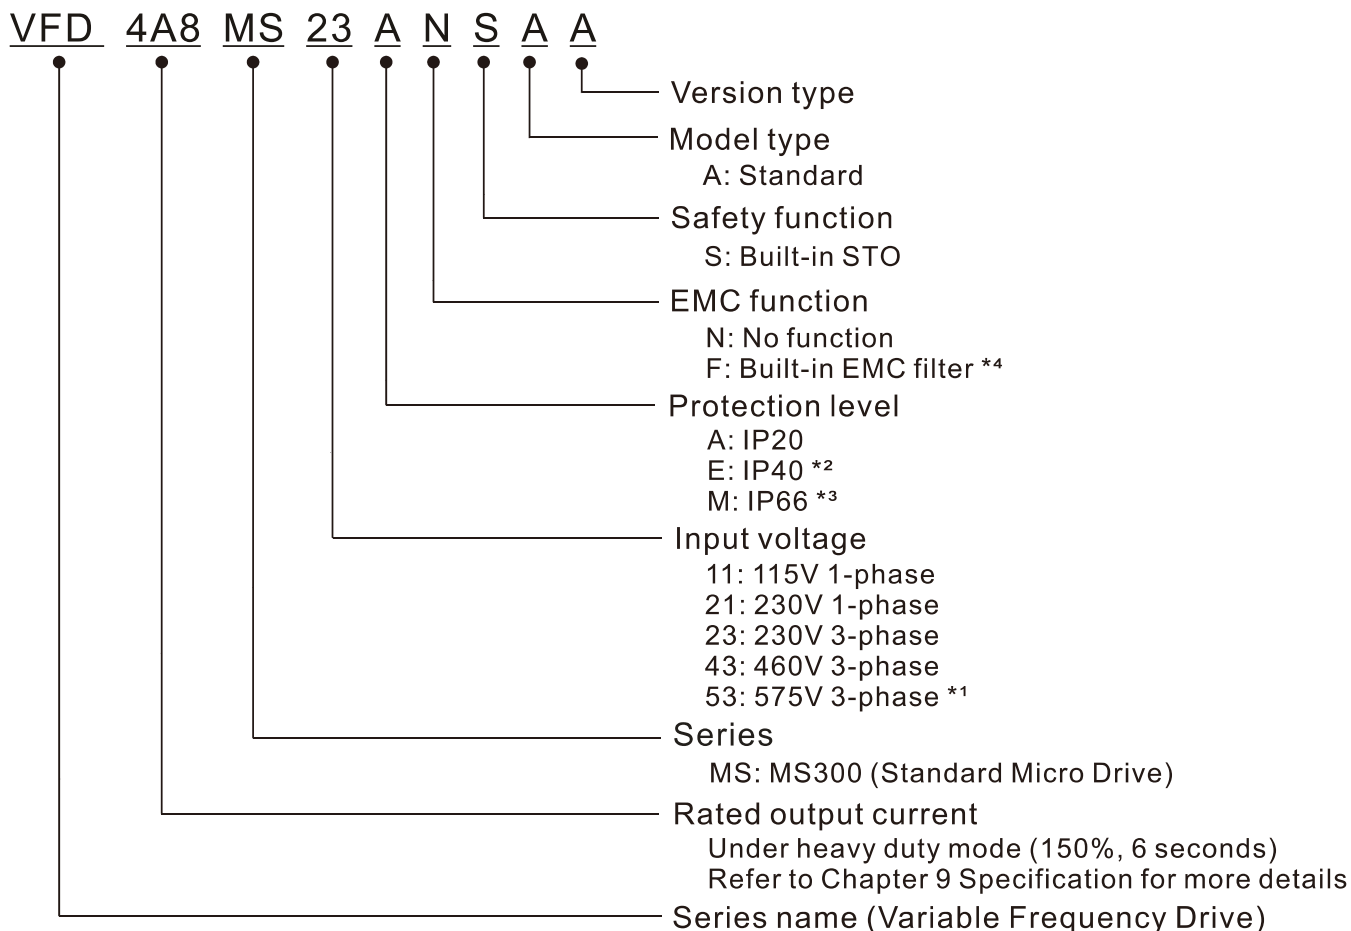 VFD 4A8 MS 23 A N S A A
Version type
Model type
A: Standard
Safety function
S: Built-in STO
EMC function
N: No function
F: Built-in EMC filter *⁴
Protection level
A: IP20
E: IP40 *²
M: IP66 *³
Input voltage
11: 115V 1-phase
21: 230V 1-phase
23: 230V 3-phase
43: 460V 3-phase
53: 575V 3-phase *¹
Series
MS: MS300 (Standard Micro Drive)
Rated output current
Under heavy duty mode (150%, 6 seconds)
Refer to Chapter 9 Specification for more details
Series name (Variable Frequency Drive)